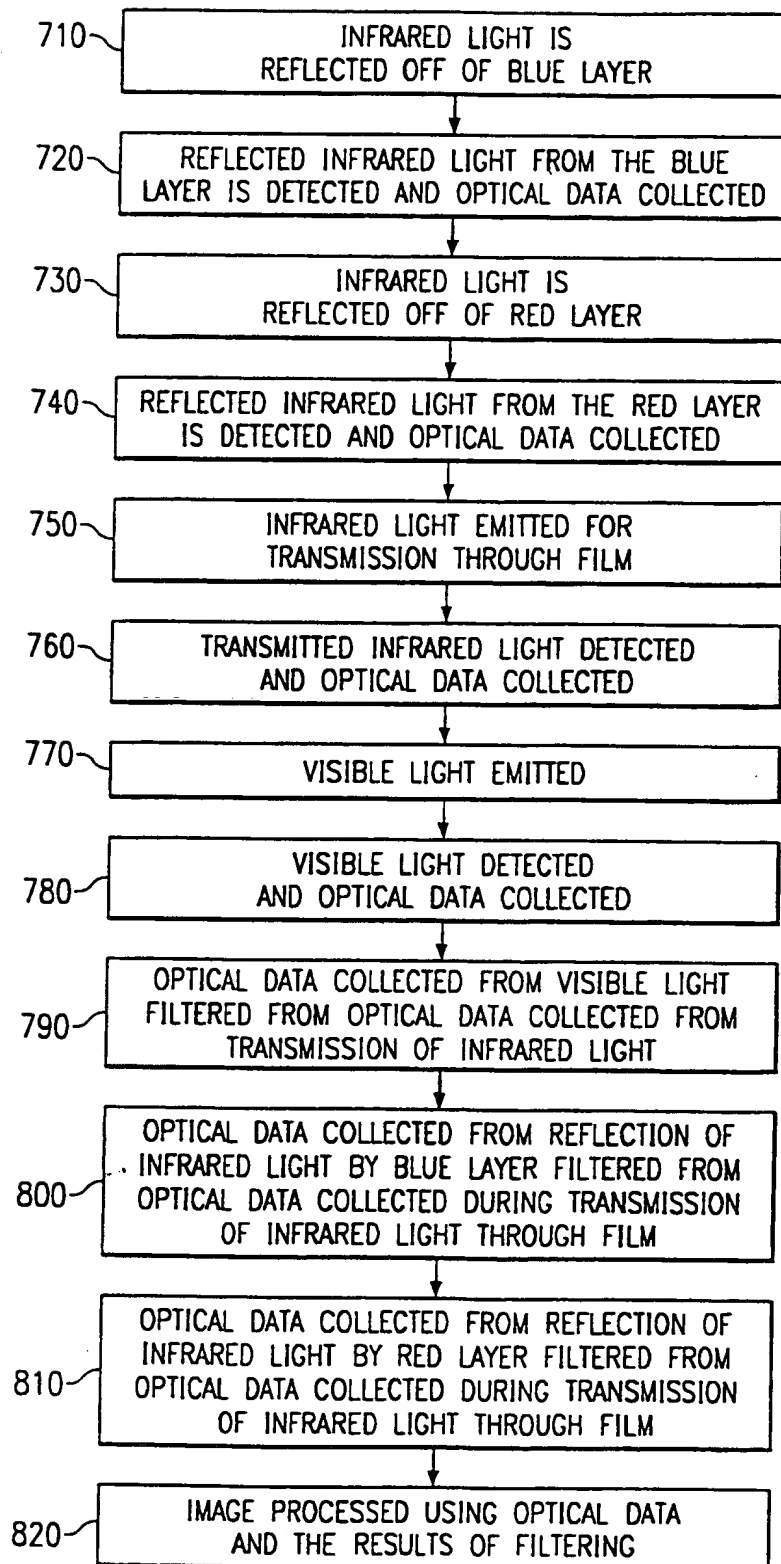 710
INFRARED LIGHT IS
REFLECTED OFF OF BLUE LAYER
720
REFLECTED INFRARED LIGHT FROM THE BLUE
LAYER IS DETECTED AND OPTICAL DATA COLLECTED
730
INFRARED LIGHT IS
REFLECTED OFF OF RED LAYER
740
REFLECTED INFRARED LIGHT FROM THE RED LAYER
IS DETECTED AND OPTICAL DATA COLLECTED
750
INFRARED LIGHT EMITTED FOR
TRANSMISSION THROUGH FILM
760
TRANSMITTED INFRARED LIGHT DETECTED
AND OPTICAL DATA COLLECTED
770
VISIBLE LIGHT EMITTED
780
VISIBLE LIGHT DETECTED
AND OPTICAL DATA COLLECTED
790
OPTICAL DATA COLLECTED FROM VISIBLE LIGHT
FILTERED FROM OPTICAL DATA COLLECTED FROM
TRANSMISSION OF INFRARED LIGHT
800
OPTICAL DATA COLLECTED FROM REFLECTION OF
INFRARED LIGHT BY BLUE LAYER FILTERED FROM
OPTICAL DATA COLLECTED DURING TRANSMISSION
OF INFRARED LIGHT THROUGH FILM
810
OPTICAL DATA COLLECTED FROM REFLECTION OF
INFRARED LIGHT BY RED LAYER FILTERED FROM
OPTICAL DATA COLLECTED DURING TRANSMISSION
OF INFRARED LIGHT THROUGH FILM
820
IMAGE PROCESSED USING OPTICAL DATA
AND THE RESULTS OF FILTERING